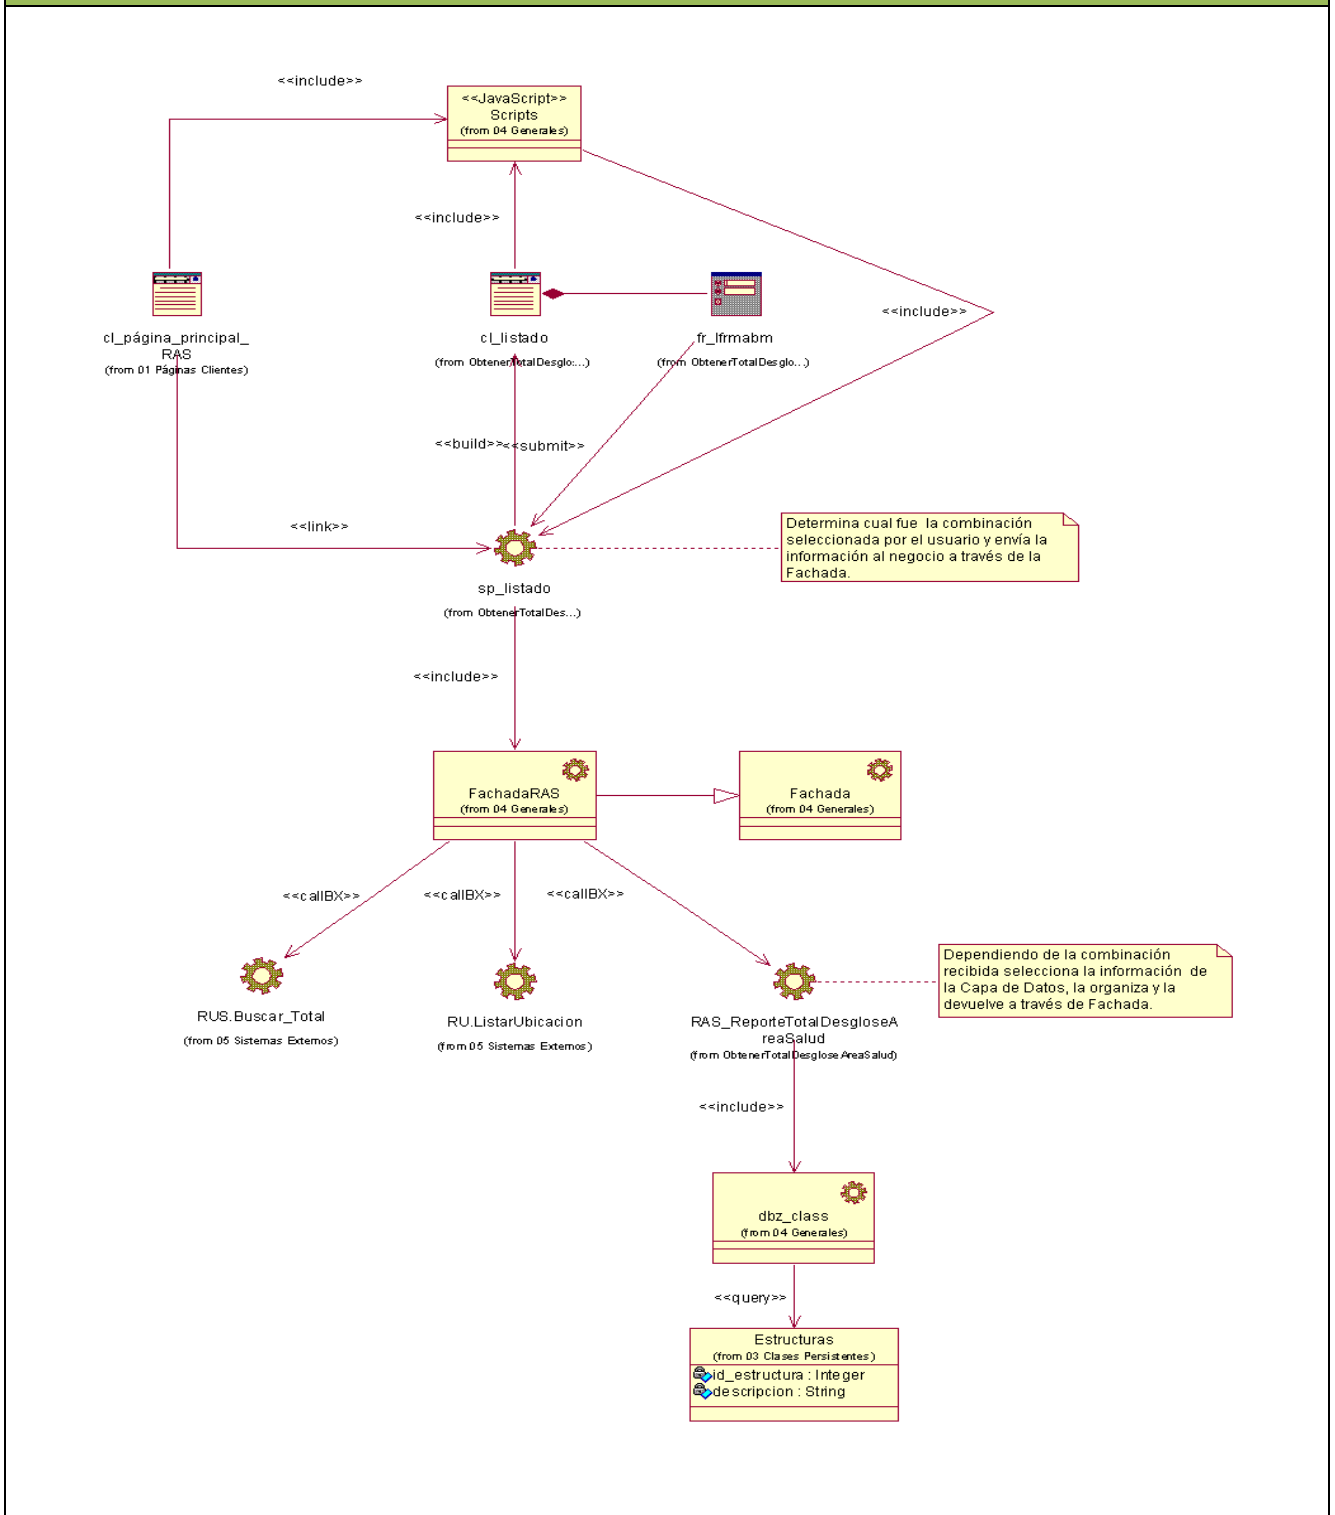 <<include>>
<<JavaScript>>
Scripts
(from 04 Generales)
<<include>>
<<include>>
cl_página_principal_
RAS
(from 01 Páginas Clientes)
cl_listado
(from ObtenerTotalDesglo:...)
fr_lfrmabm
(from ObtenerTotalDesglo...)
<<build>>
<<submit>>
<<link>>
Determina cual fue la combinación
seleccionada por el usuario y envía la
información al negocio a través de la
Fachada.
sp_listado
(from ObtenerTotalDes...)
<<include>>
FachadaRAS
(from 04 Generales)
Fachada
(from 04 Generales)
<<callBX>>
<<callBX>>
<<callBX>>
Dependiendo de la combinación
recibida selecciona la información de
la Capa de Datos, la organiza y la
devuelve a través de Fachada.
RUS.Buscar_Total
(from 05 Sistemas Externos)
RU.ListarUbicacion
(from 05 Sistemas Externos)
RAS_ReporteTotalDesgloseA
reaSalud
(from ObtenerTotalDesgloseAreaSalud)
<<include>>
dbz_class
(from 04 Generales)
<<query>>
Estructuras
(from 03 Clases Persistentes)
id_estructura : Integer
descripcion : String